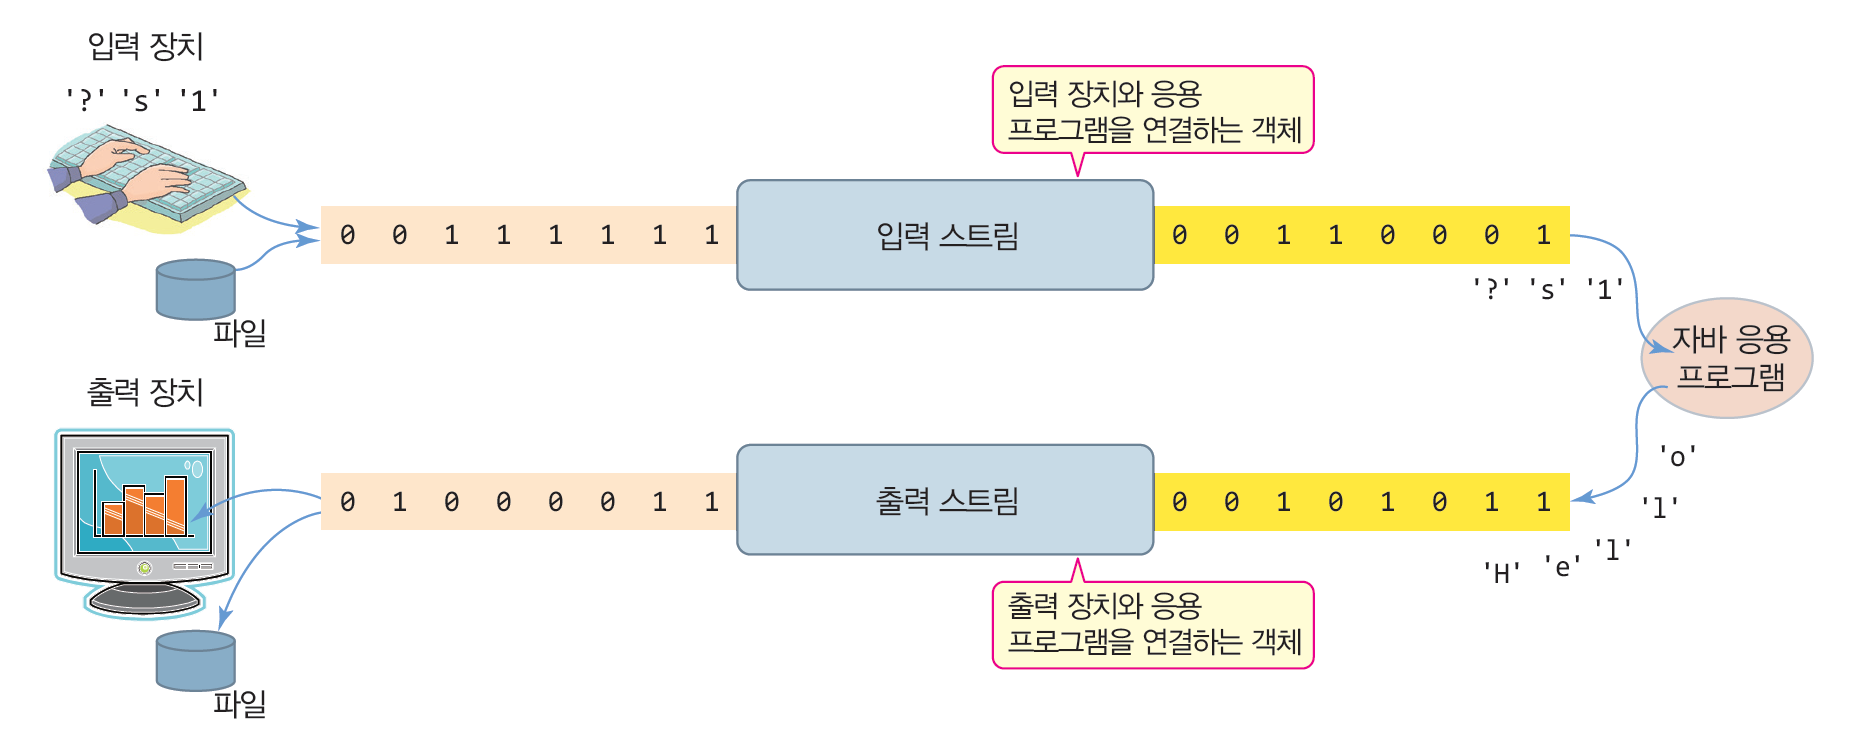 입력 장치
'?' 's' '1'
입력 장치와 응용
프로그램을 연결하는 객체
0 0 1 1 1 1 1 1
입력 스트림
0 0 1 1 0 0 0 1
'?' 's' '1'
파일
자바 응용
프로그램
출력 장치
0 1 0 0 0 0 1 1
출력 스트림
0 0 1 0 1 0 1 1
'o'
'l'
'l'
'e'
'H'
출력 장치와 응용
프로그램을 연결하는 객체
파일